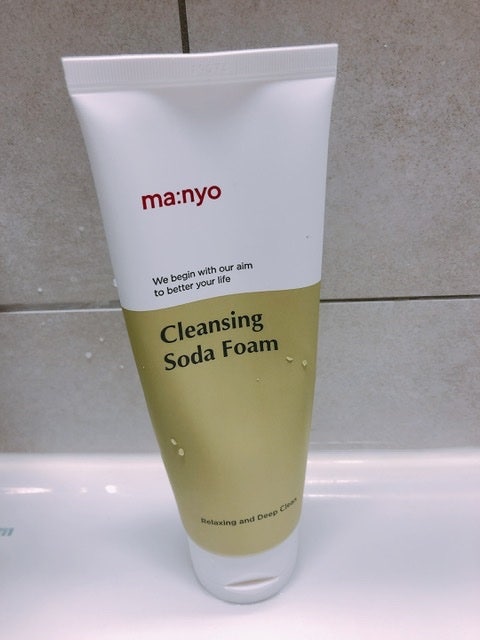 ma:nyo
We begin with our aim
to better your life
Cleansing
Soda Foam
Relaxing and Deep Clean